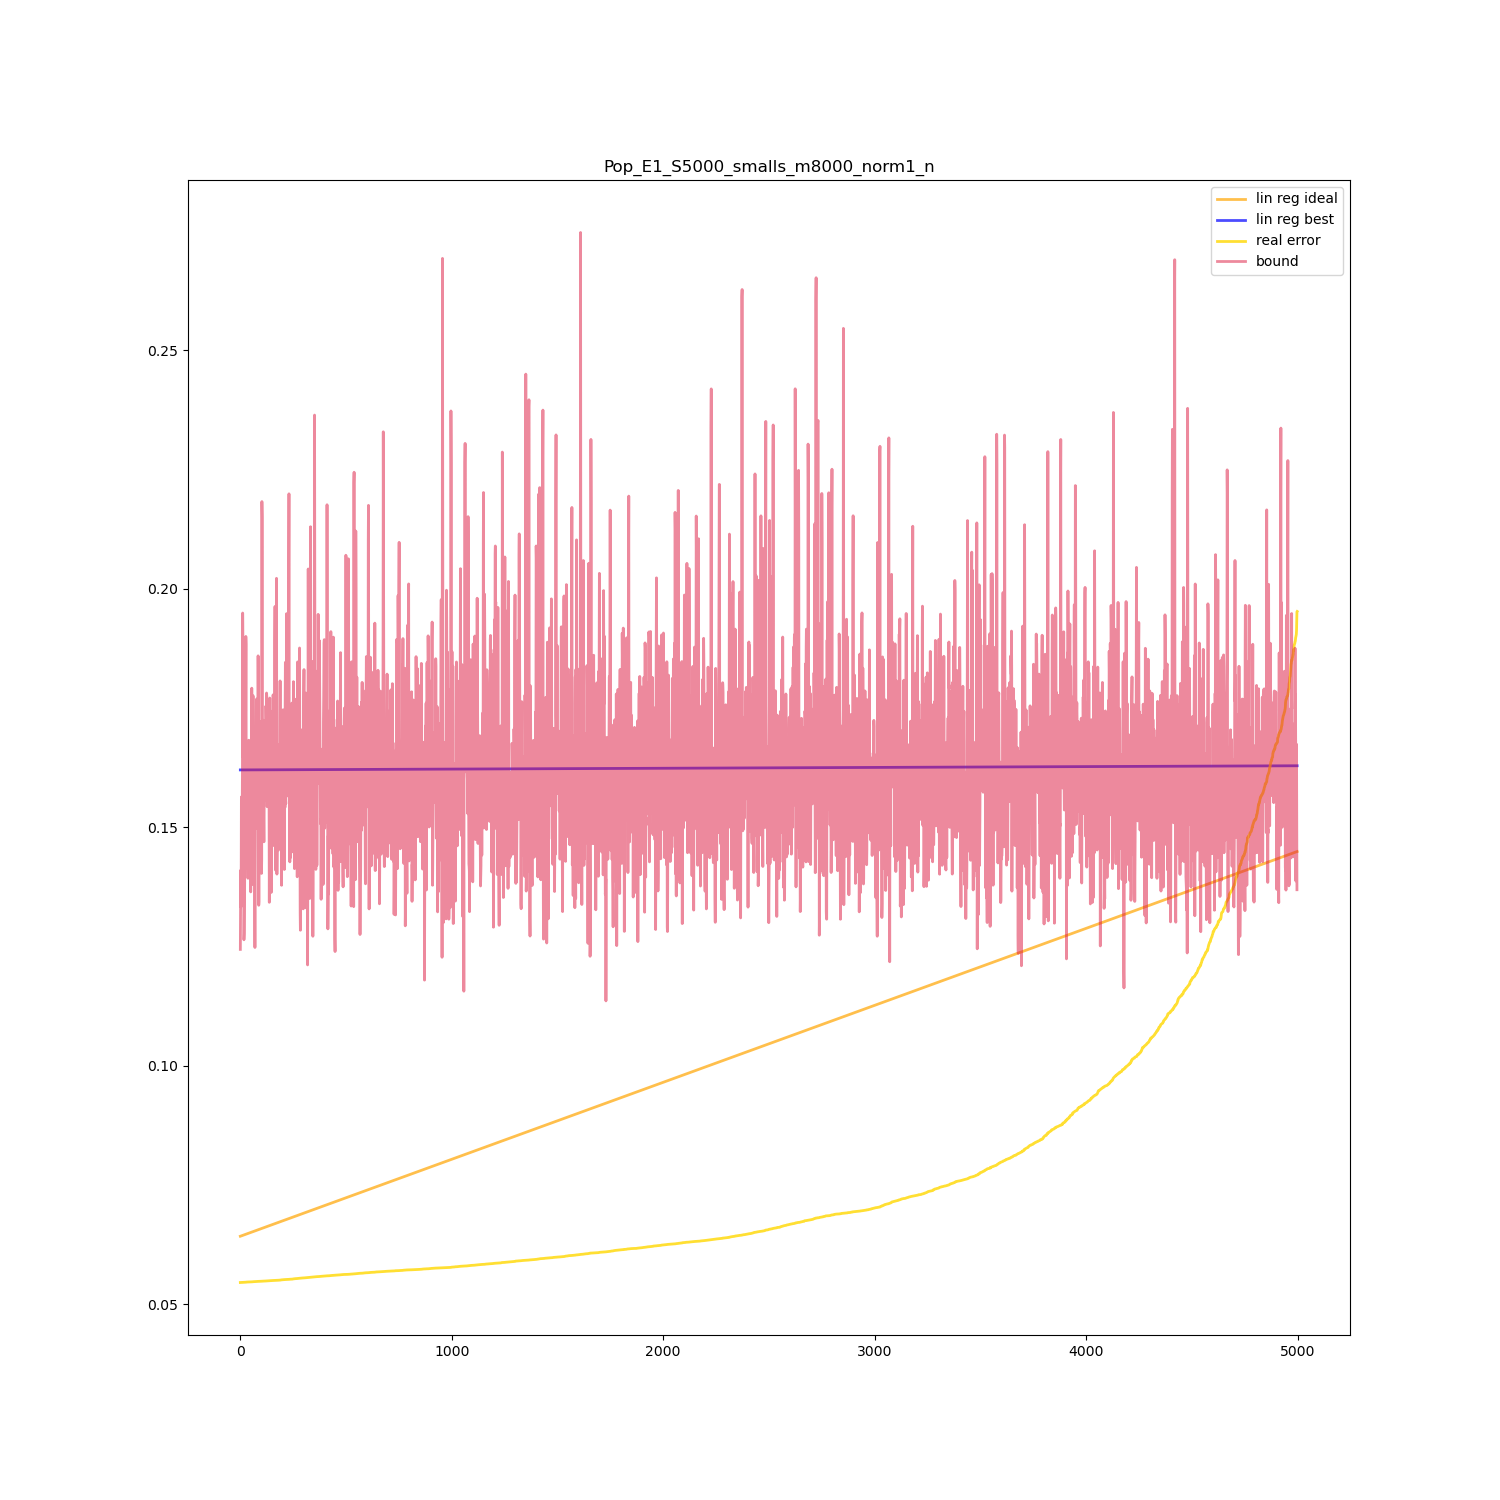 Pop_E1_S5000_smalls_m8000_norm1_n
lin reg ideal
lin reg best
real error
bound
0.25
0.20
0.15
0.10
0.05
0 1000 2000 3000 4000 5000